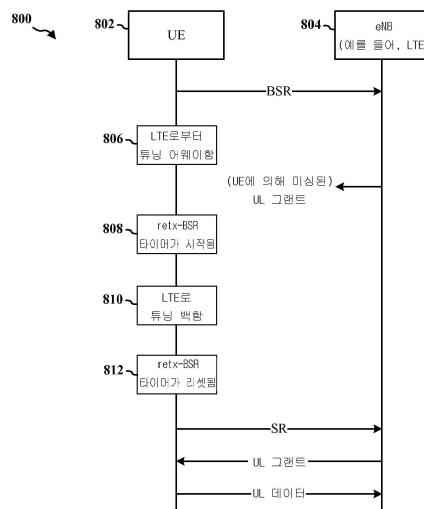 800
802
UE
804
eNB
(예를 들어, LTE
BSR
806
LTE로부터
튜닝 어웨이함
(UE에 의해 미싱된)
UL 그랜트
808
retx-BSR
타이머가 시작됨
810
LTE로
튜닝 백함
812
retx-BSR
타이머가 리셋됨
SR
UL 그랜트
UL 데이터